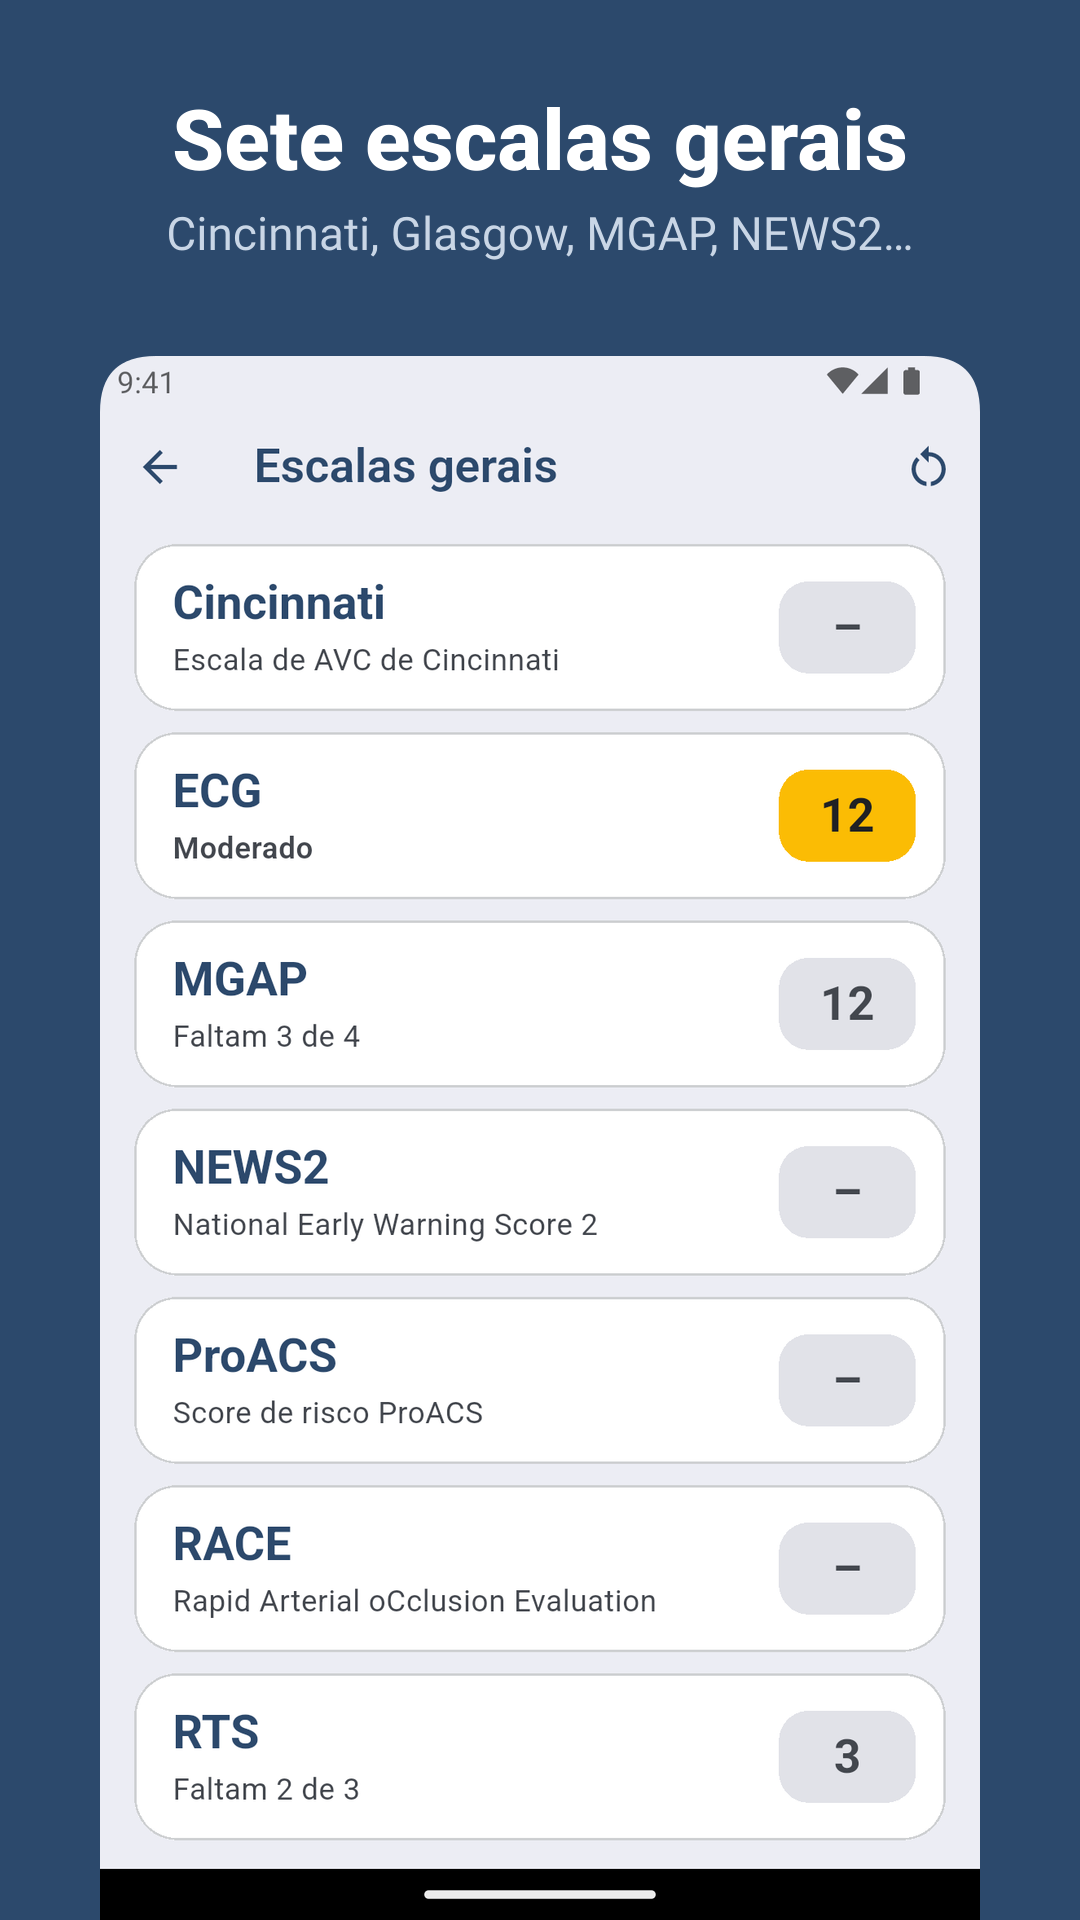 Sete escalas gerais
Cincinnati, Glasgow, MGAP, NEWS2…
9:41
Escalas gerais
Cincinnati
Escala de AVC de Cincinnati
–
ECG
Moderado
12
MGAP
Faltam 3 de 4
12
NEWS2
National Early Warning Score 2
–
ProACS
Score de risco ProACS
–
RACE
Rapid Arterial oCclusion Evaluation
–
RTS
Faltam 2 de 3
3